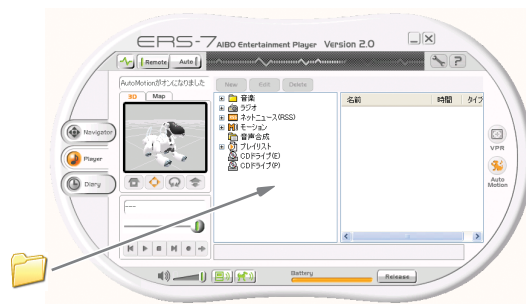 ERS-7 AIBO Entertainment Player Version 2.0
Remote Auto
AutoMotionがオンになりました
New Edit Delete
3D Map
音楽
ラジオ
ネットニュース(RSS)
モーション
音声合成
プレイリスト
CDドライブ(E)
CDドライブ(P)
名前 時間 タイプ
Navigator
Player
Diary
VPR
Auto Motion
---
Battery
Release